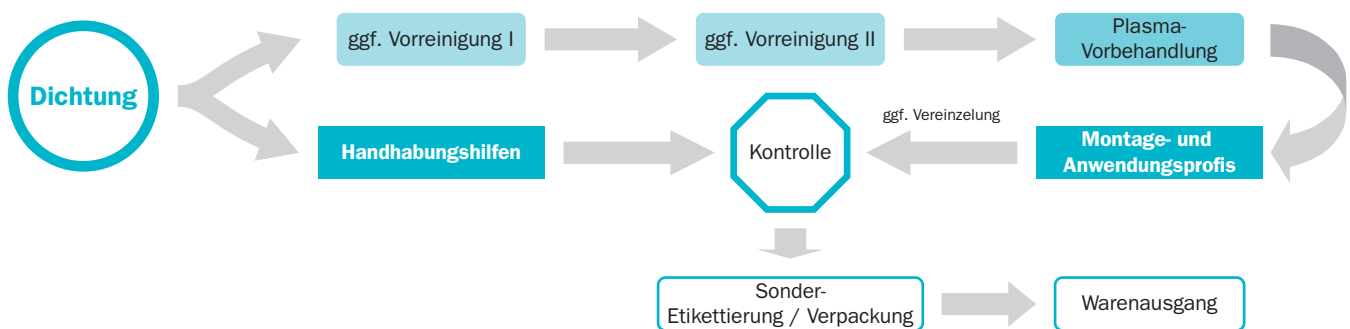 Dichtung
ggf. Vorreinigung I
ggf. Vorreinigung II
Plasma-
Vorbehandlung
Handhabungshilfen
Kontrolle
ggf. Vereinzelung
Montage- und
Anwendungsprofis
Sonder-
Etikettierung / Verpackung
Warenausgang